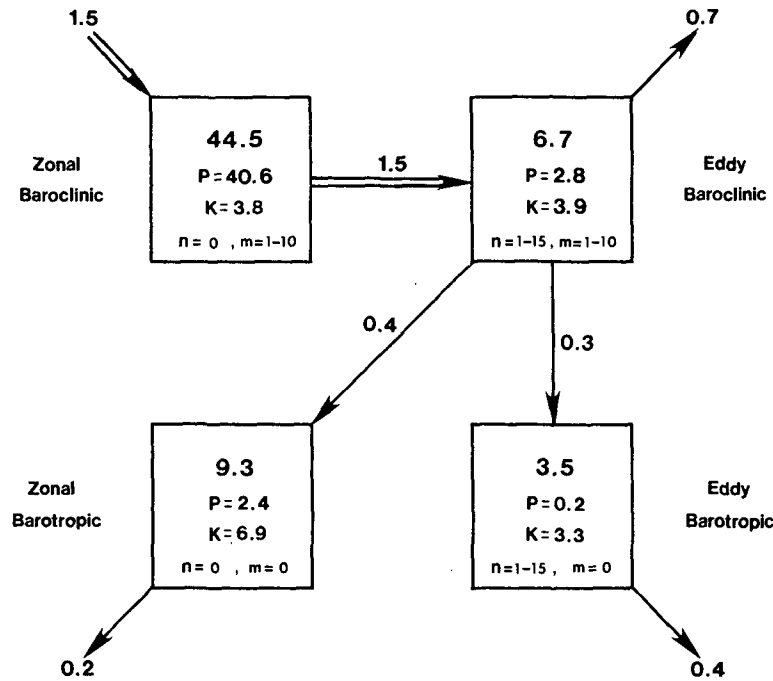 1.5
0.7
Zonal
Baroclinic
44.5
P=40.6
K=3.8
n=0 , m=1-10
1.5
6.7
P=2.8
K=3.9
n=1-15, m=1-10
Eddy
Baroclinic
0.4
0.3
Zonal
Barotropic
9.3
P=2.4
K=6.9
n=0 , m=0
3.5
P=0.2
K=3.3
n=1-15, m=0
Eddy
Barotropic
0.2
0.4